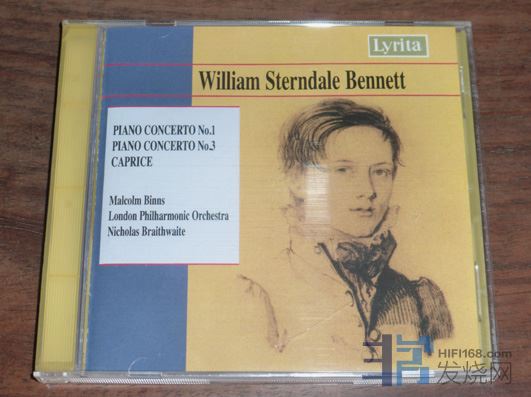 Lyrita
William Sterndale Bennett
PIANO CONCERTO No.1
PIANO CONCERTO No.3
CAPRICE
Malcolm Binns
London Philharmonic Orchestra
Nicholas Braithwaite
HIFI168.com
发烧网